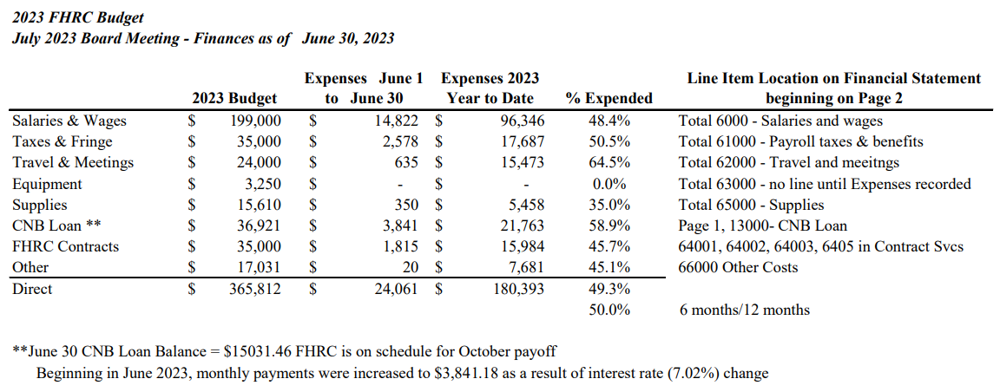 2023 FHRC Budget
July 2023 Board Meeting - Finances as of June 30, 2023
Expenses June 1 Expenses 2023 Line Item Location on Financial Statement
2023 Budget to June 30 Year to Date % Expended beginning on Page 2
Salaries & Wages $ 199,000 $ 14,822 $ 96,346 48.4% Total 6000 - Salaries and wages
Taxes & Fringe $ 35,000 $ 2,578 $ 17,687 50.5% Total 61000 - Payroll taxes & benefits
Travel & Meetings $ 24,000 $ 635 $ 15,473 64.5% Total 62000 - Travel and meeitngs
Equipment $ 3,250 $ - $ - 0.0% Total 63000 - no line until Expenses recorded
Supplies $ 15,610 $ 350 $ 5,458 35.0% Total 65000 - Supplies
CNB Loan ** $ 36,921 $ 3,841 $ 21,763 58.9% Page 1, 13000- CNB Loan
FHRC Contracts $ 35,000 $ 1,815 $ 15,984 45.7% 64001, 64002, 64003, 6405 in Contract Svcs
Other $ 17,031 $ 20 $ 7,681 45.1% 66000 Other Costs
Direct $ 365,812 $ 24,061 $ 180,393 49.3%
50.0% 6 months/12 months
**June 30 CNB Loan Balance = $15031.46 FHRC is on schedule for October payoff
Beginning in June 2023, monthly payments were increased to $3,841.18 as a result of interest rate (7.02%) change